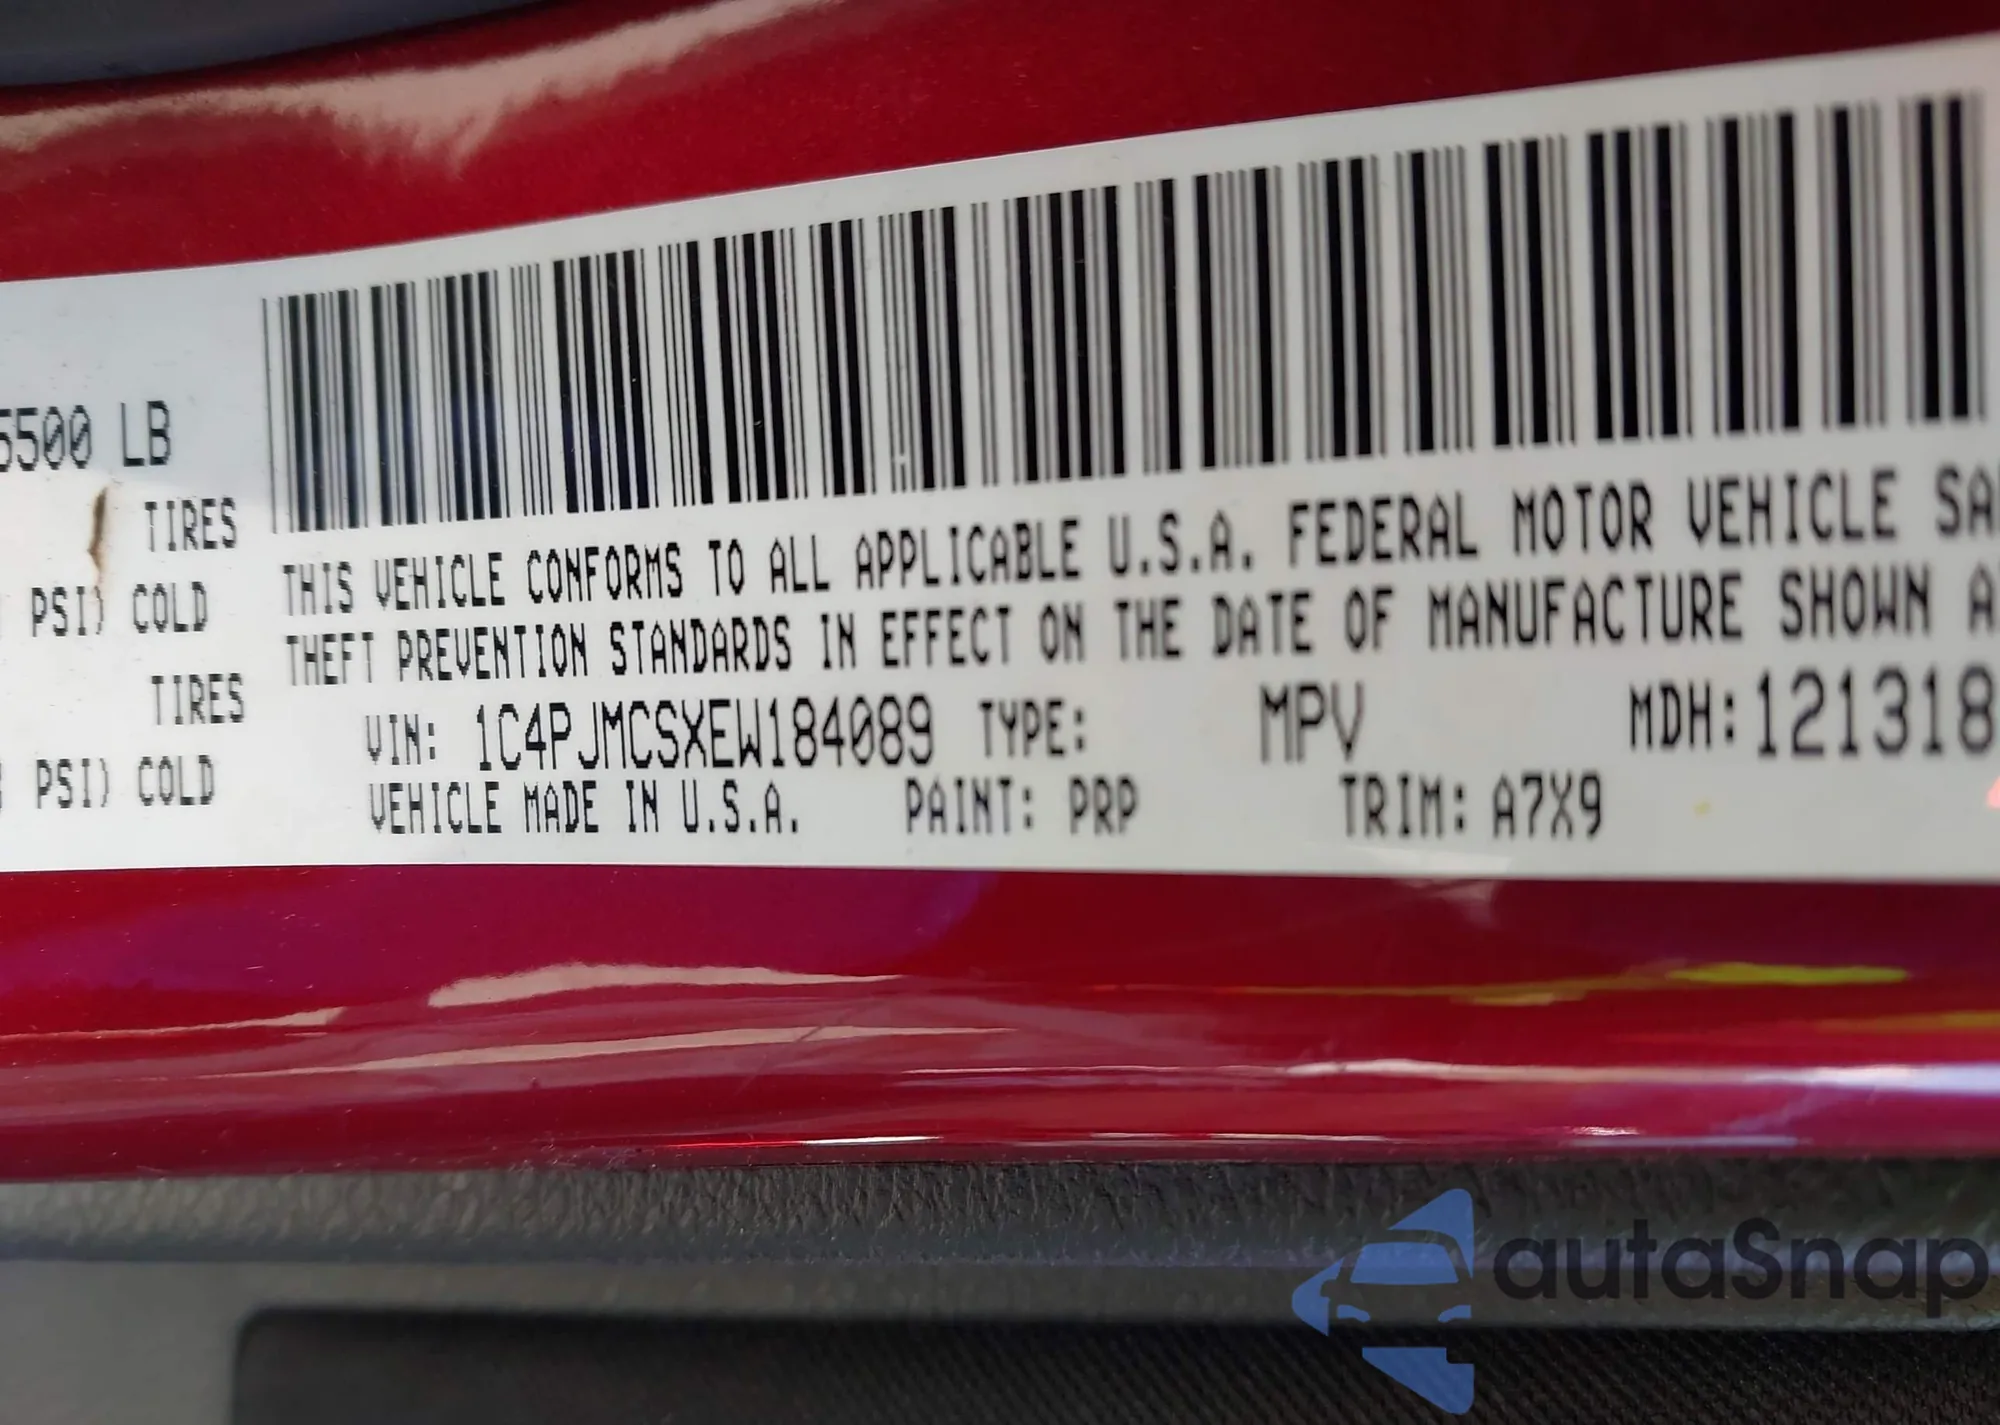 5500 LB
TIRES
PSI) COLD
TIRES
PSI) COLD
THIS VEHICLE CONFORMS TO ALL APPLICABLE U.S.A. FEDERAL MOTOR VEHICLE SA
THEFT PREVENTION STANDARDS IN EFFECT ON THE DATE OF MANUFACTURE SHOWN A
VIN: 1C4PJMCSXEW184089 TYPE: MPV MDH:121318
VEHICLE MADE IN U.S.A. PAINT: PRP TRIM: A7X9
autaSnap